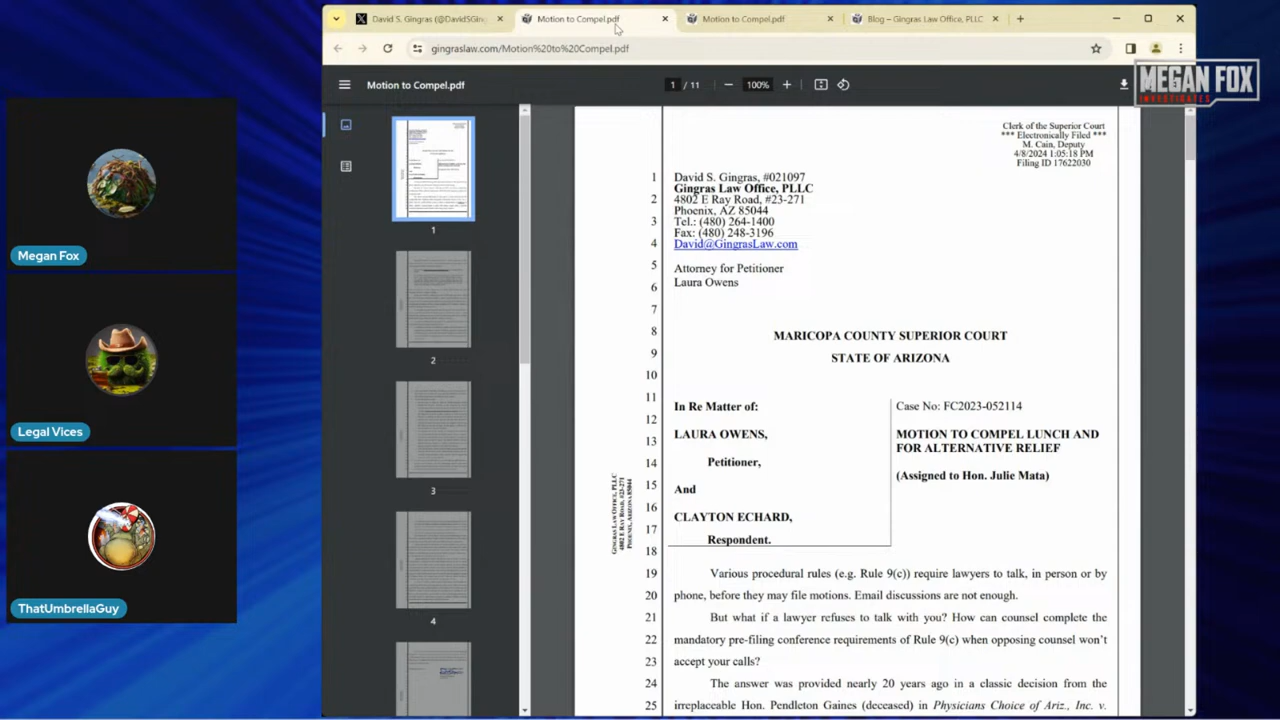 David S. Gingras (@DavidSGin
Motion to Compel.pdf
Motion to Compel.pdf
Blog – Gingras Law Office, PLLC
gingraslaw.com/Motion%20to%20Compel.pdf
Motion to Compel.pdf
1 / 11
100%
MEGAN FOX
INVESTIGATES
Megan Fox
Legal Vices
ThatUmbrellaGuy
1
2
3
4
Clerk of the Superior Court
*** Electronically Filed ***
M. Cain, Deputy
4/8/2024 1:05:18 PM
Filing ID 17622030
1 David S. Gingras, #021097
Gingras Law Office, PLLC
2 4802 E Ray Road, #23-271
Phoenix, AZ 85044
3 Tel.: (480) 264-1400
Fax: (480) 248-3196
4 David@GingrasLaw.com
5 Attorney for Petitioner
6 Laura Owens
7
8 MARICOPA COUNTY SUPERIOR COURT
9 STATE OF ARIZONA
10
11 In Re Matter of:
12
13 LAURA OWENS,
14 Petitioner,
15 And
16
17 CLAYTON ECHARD,
18 Respondent.
Case No: FC2023-052114
MOTION TO COMPEL LUNCH AND
FOR ALTERNATIVE RELIEF
(Assigned to Hon. Julie Mata)
GINGRAS LAW OFFICE, PLLC
4802 E RAY ROAD, #23-271
PHOENIX, ARIZONA 85044
19 Various procedural rules (e.g. Rule 9(c)) require lawyers to talk, in person or by
20 phone, before they may file motions. Email discussions are not enough.
21 But what if a lawyer refuses to talk with you? How can counsel complete the
22 mandatory pre-filing conference requirements of Rule 9(c) when opposing counsel won't
23 accept your calls?
24 The answer was provided nearly 20 years ago in a classic decision from the
25 irreplaceable Hon. Pendleton Gaines (deceased) in Physicians Choice of Ariz., Inc. v.